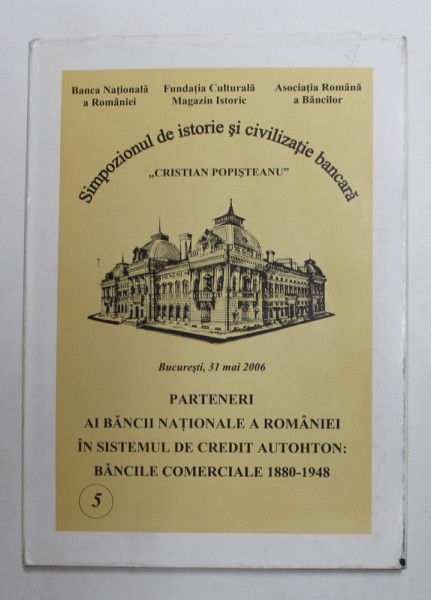 Banca Națională Fundația Culturală Asociația Română
a României Magazin Istoric a Băncilor
Simpozionul de istorie și civilizație bancară
„CRISTIAN POPIȘTEANU”
București, 31 mai 2006
PARTENERI
AI BĂNCII NAȚIONALE A ROMÂNIEI
ÎN SISTEMUL DE CREDIT AUTOHTON:
BĂNCILE COMERCIALE 1880-1948
5